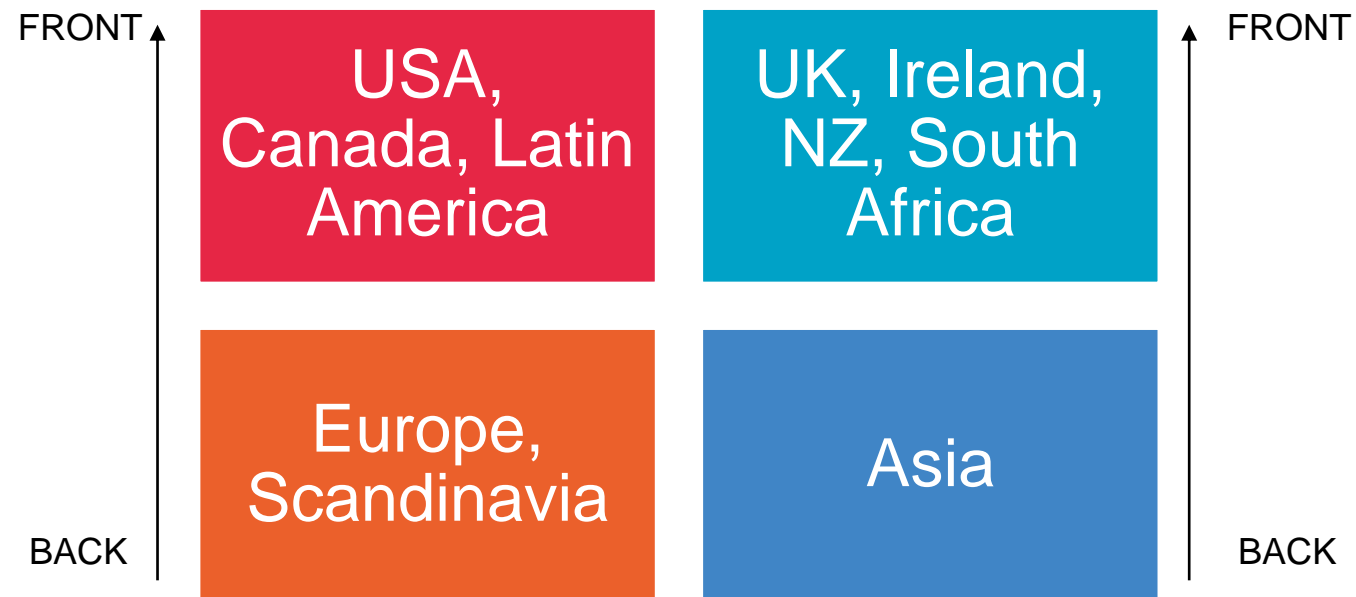 FRONT
USA,
Canada, Latin
America
UK, Ireland,
NZ, South
Africa
FRONT
Europe,
Scandinavia
Asia
BACK
BACK